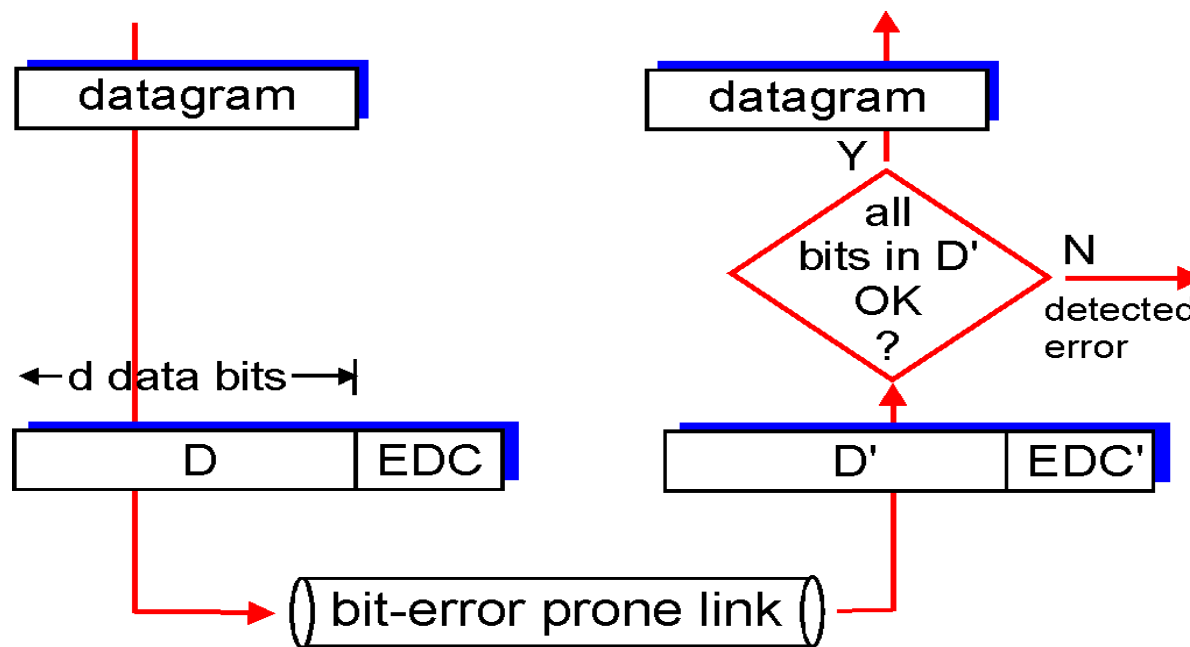 datagram
d data bits
D
EDC
bit-error prone link
datagram
Y
all
bits in D'
OK
?
N
detected
error
D'
EDC'